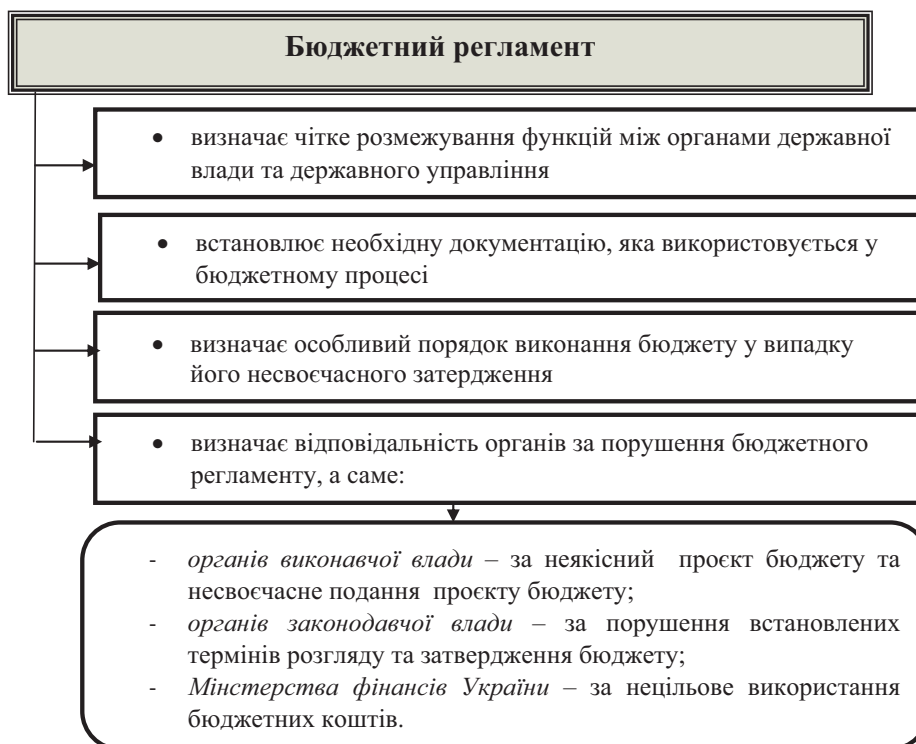 Бюджетний регламент
• визначає чітке розмежування функцій між органами державної
влади та державного управління
• встановлює необхідну документацію, яка використовується у
бюджетному процесі
• визначає особливий порядок виконання бюджету у випадку
його несвоєчасного затердження
• визначає відповідальність органів за порушення бюджетного
регламенту, а саме:
- органів виконавчої влади – за неякісний проєкт бюджету та
несвоєчасне подання проєкту бюджету;
- органів законодавчої влади – за порушення встановлених
термінів розгляду та затвердження бюджету;
- Мінстерства фінансів України – за нецільове використання
бюджетних коштів.